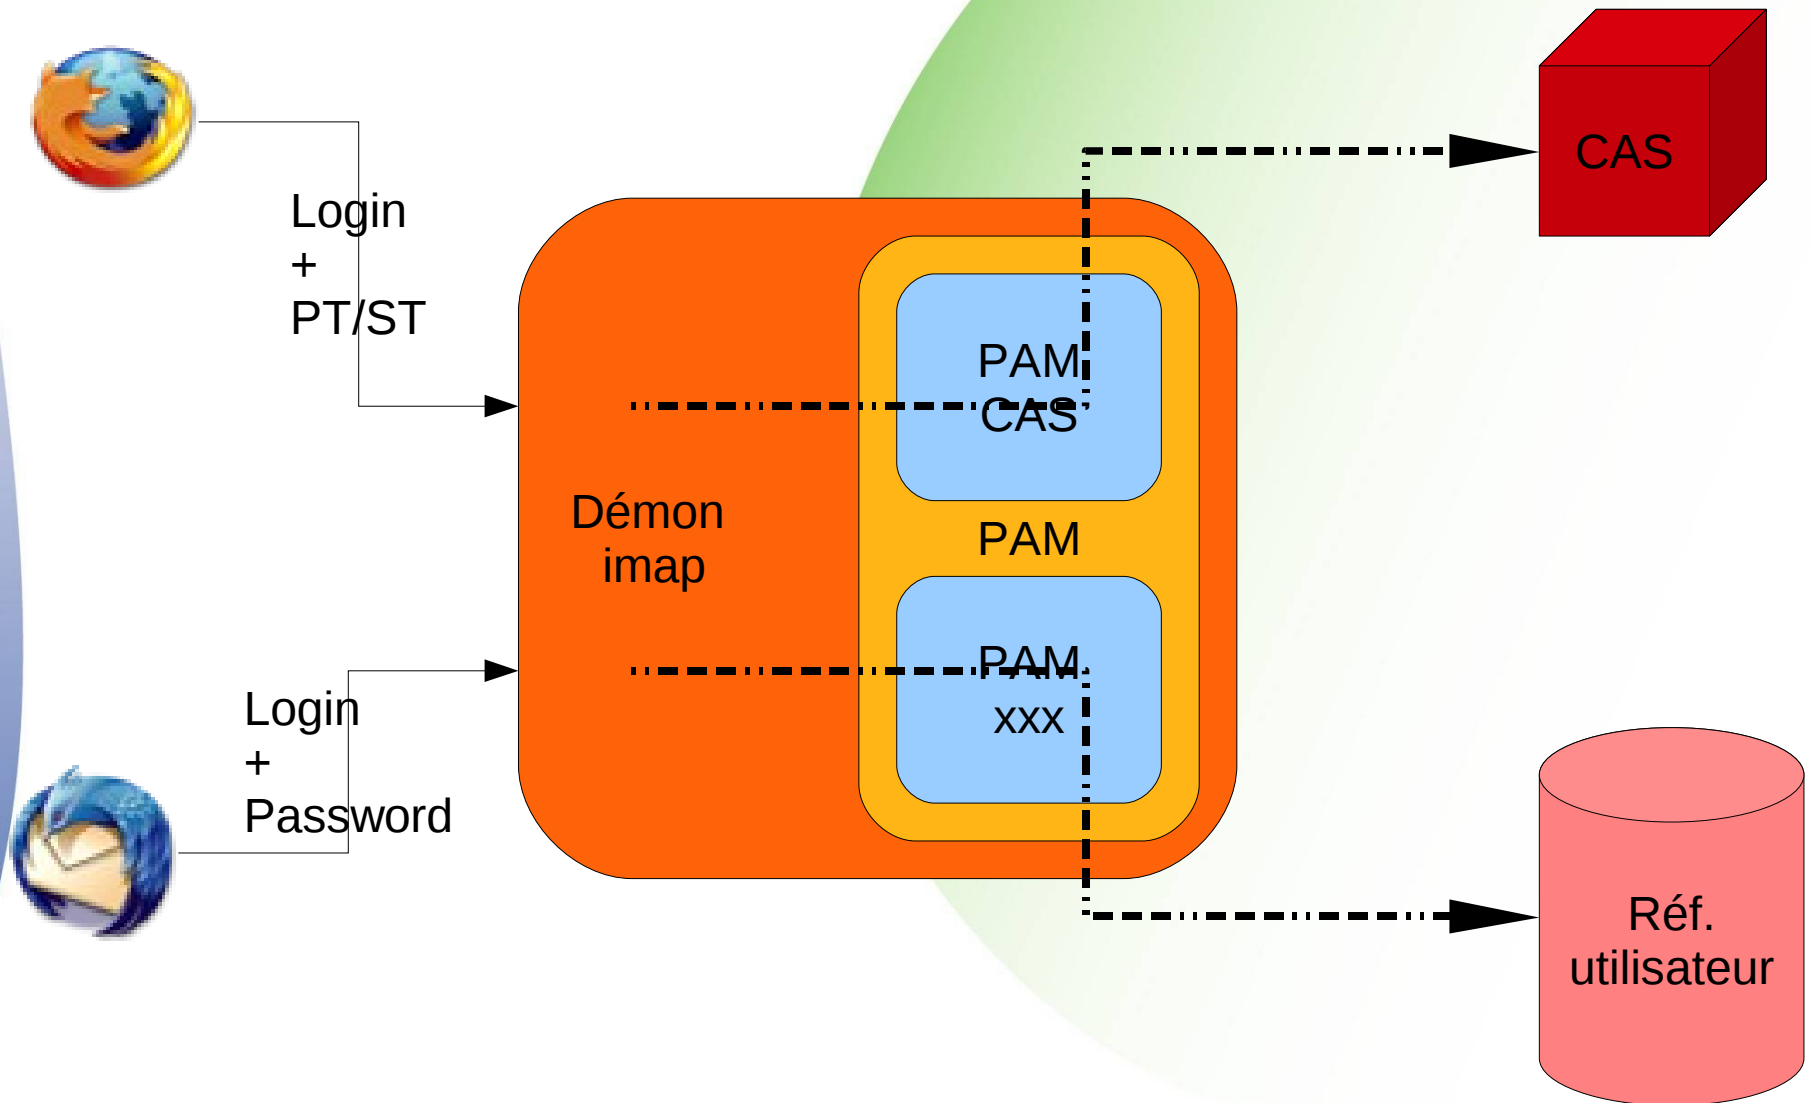 CAS
Login
+
PT/ST
PAM
CAS
Démon
imap
PAM
PAM
xxx
Login
+
Password
Réf.
utilisateur